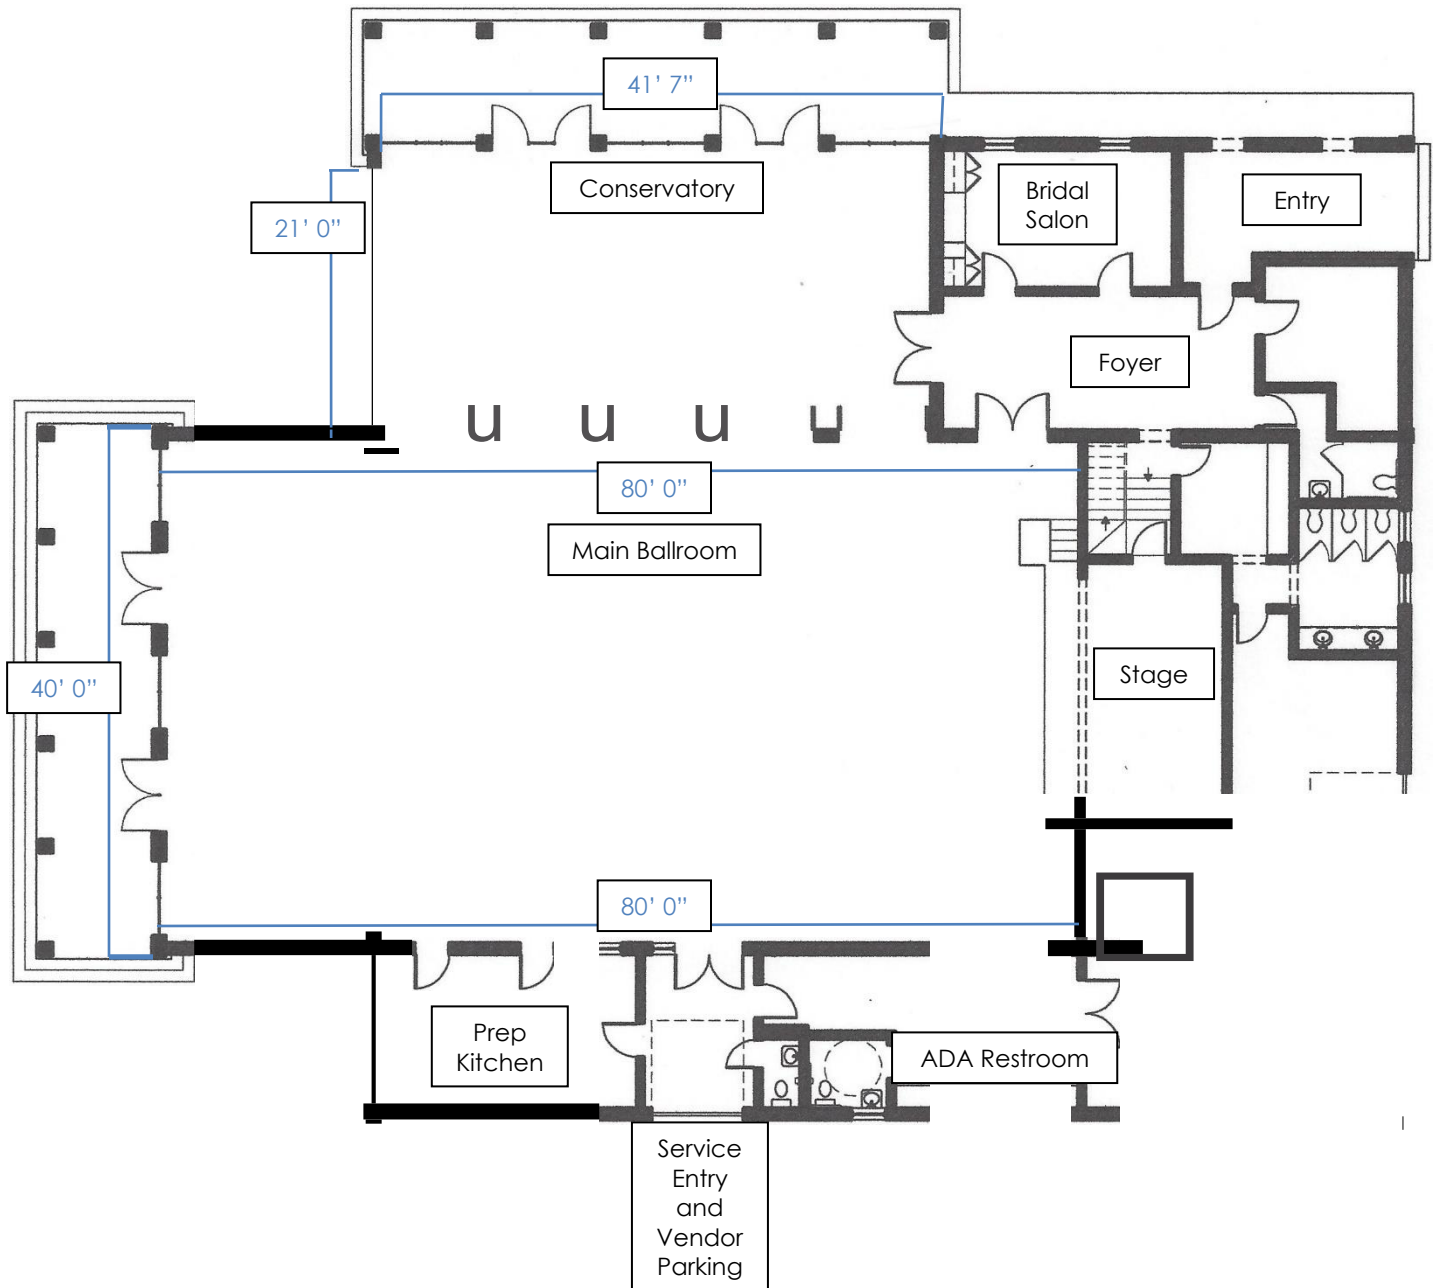 41’ 7”
Conservatory
Bridal
Salon
Entry
21’ 0”
Foyer
80’ 0”
Main Ballroom
40’ 0”
Stage
80’ 0”
Prep
Kitchen
ADA Restroom
Service
Entry
and
Vendor
Parking